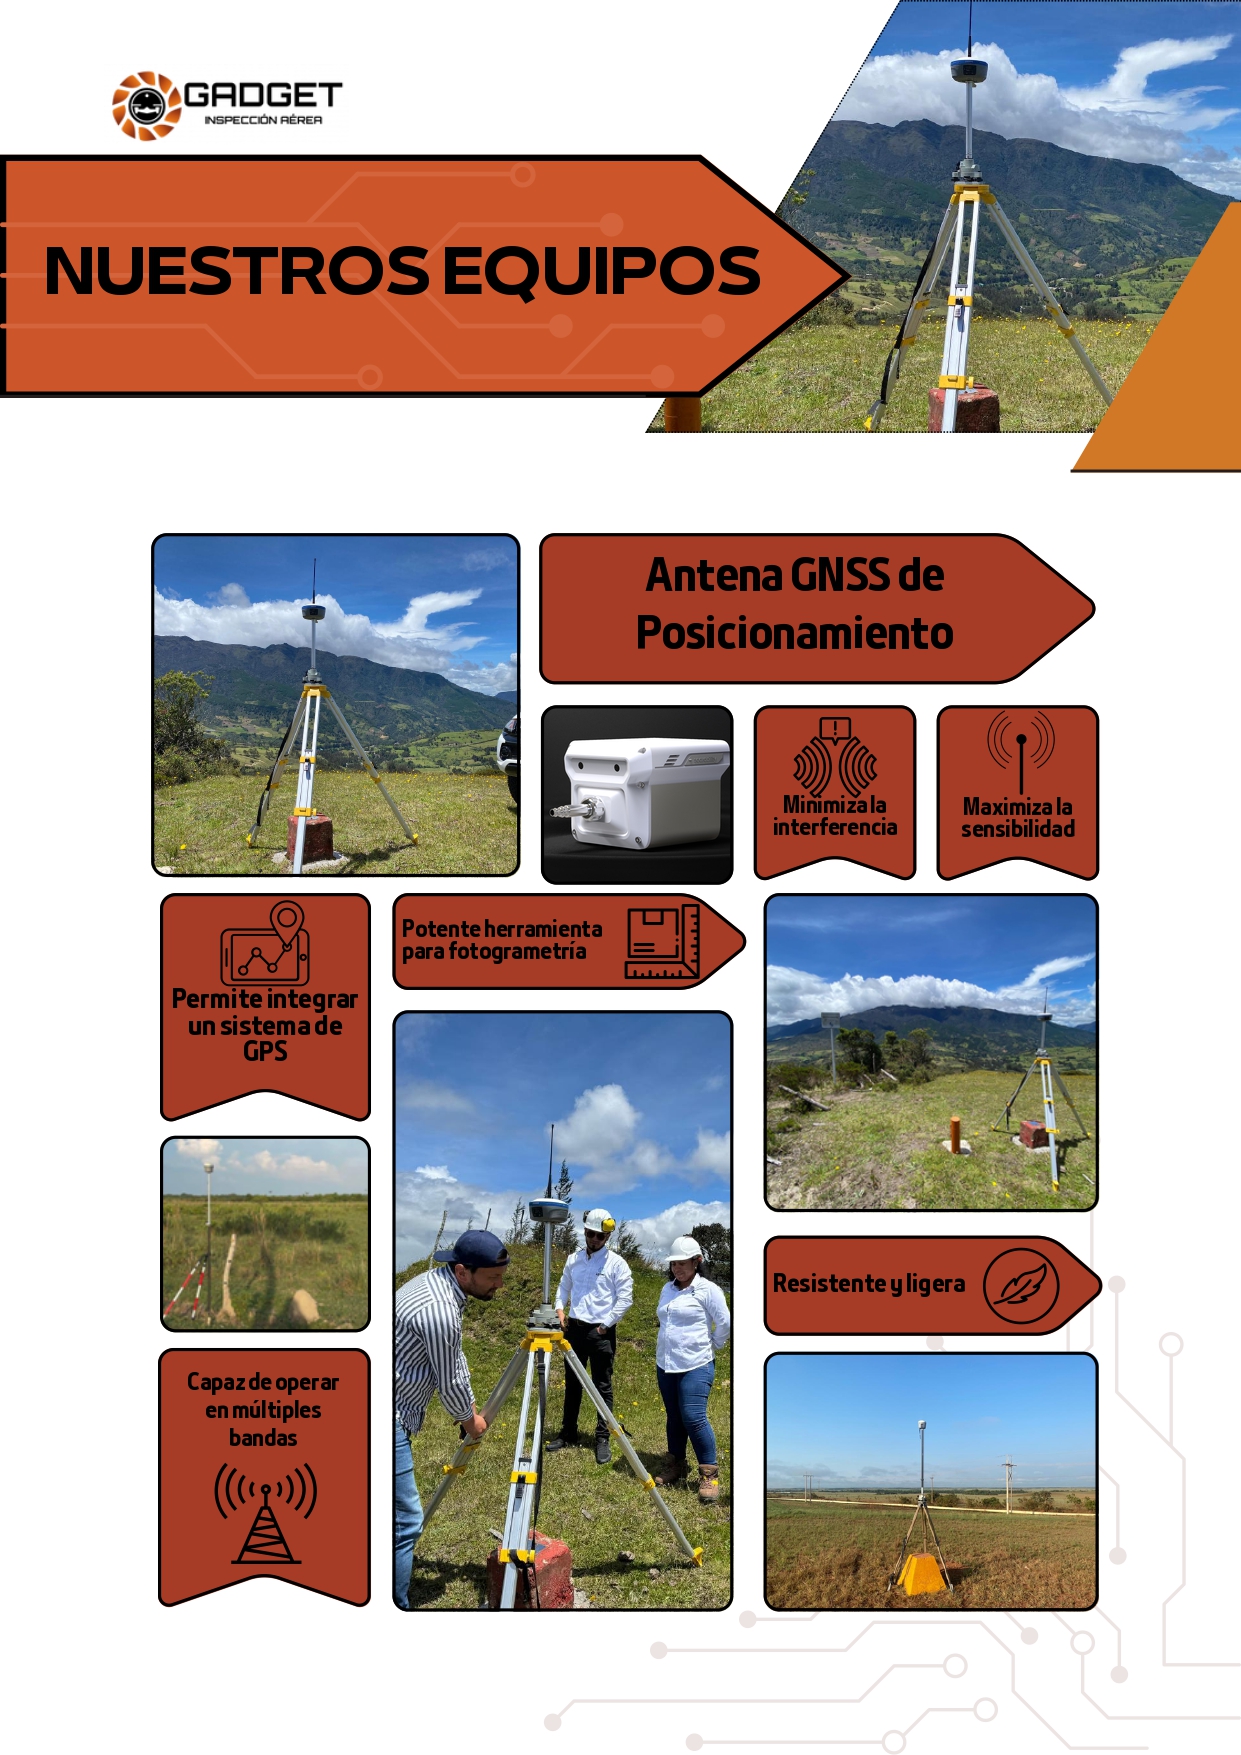 GADGET
INSPECCIÓN AÉREA
NUESTROS EQUIPOS
Antena GNSS de
Posicionamiento
Minimiza la
interferencia
Maximiza la
sensibilidad
Permite integrar
un sistema de
GPS
Potente herramienta
para fotogrametría
Resistente y ligera
Capaz de operar
en múltiples
bandas